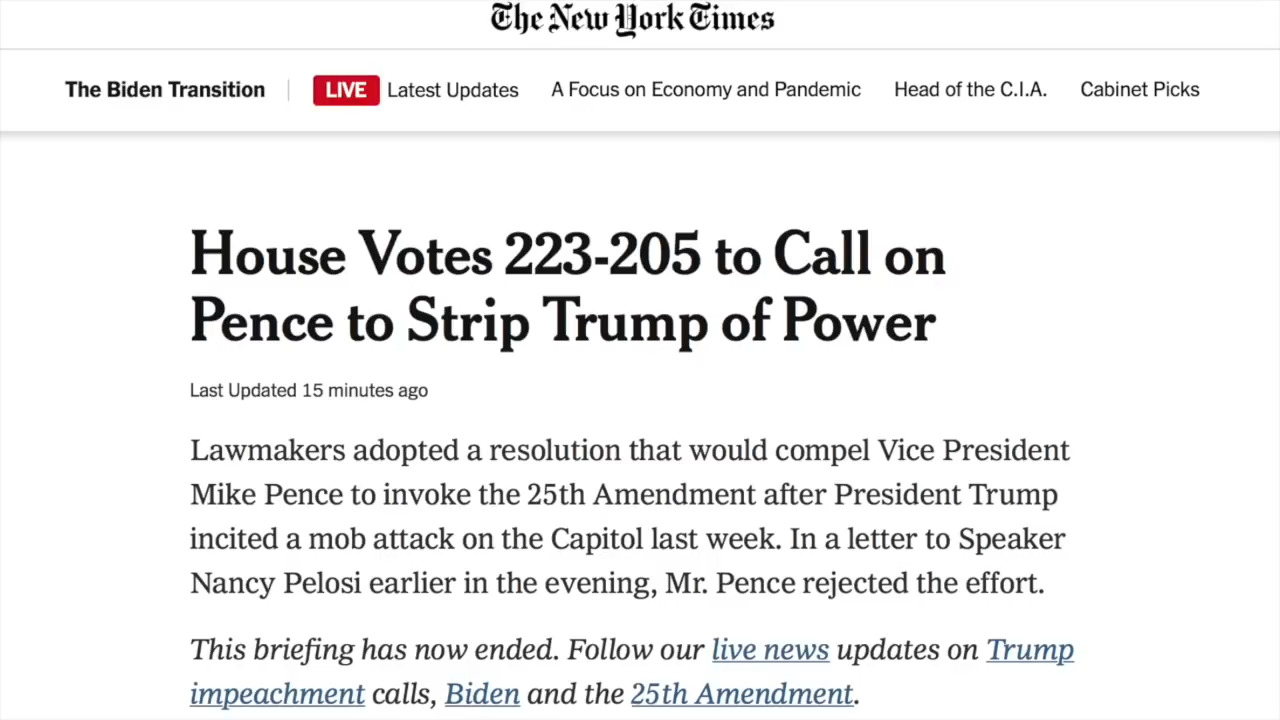 The New York Times
The Biden Transition LIVE Latest Updates A Focus on Economy and Pandemic Head of the C.I.A. Cabinet Picks
House Votes 223-205 to Call on
Pence to Strip Trump of Power
Last Updated 15 minutes ago
Lawmakers adopted a resolution that would compel Vice President
Mike Pence to invoke the 25th Amendment after President Trump
incited a mob attack on the Capitol last week. In a letter to Speaker
Nancy Pelosi earlier in the evening, Mr. Pence rejected the effort.
This briefing has now ended. Follow our live news updates on Trump
impeachment calls, Biden and the 25th Amendment.